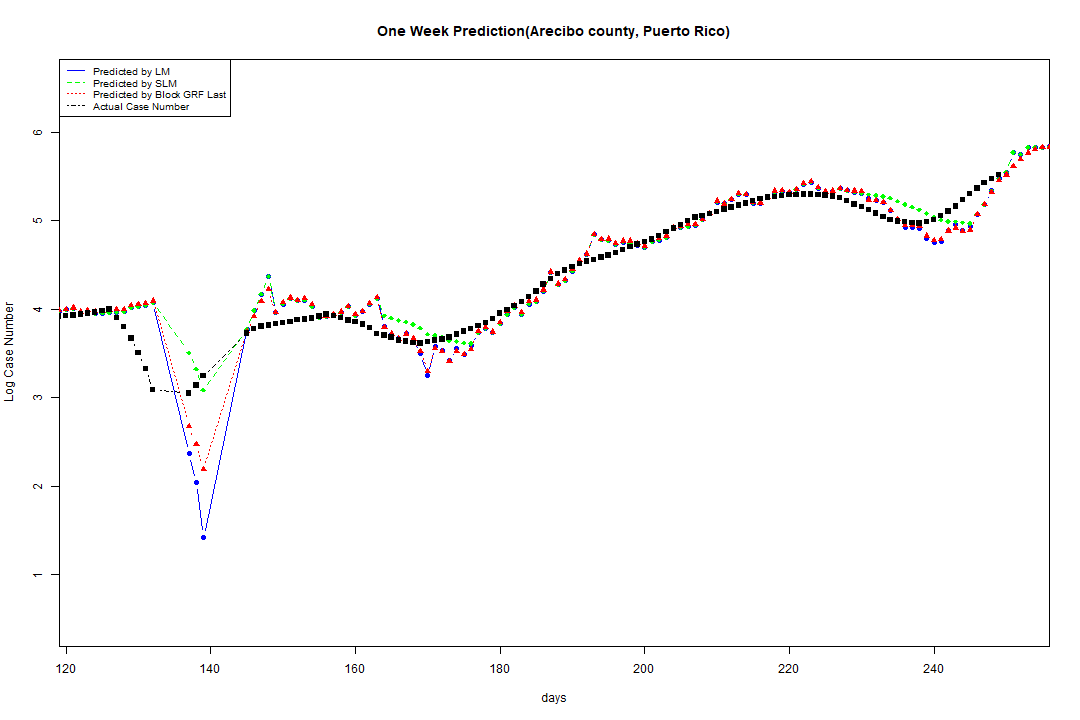 One Week Prediction(Arecibo county, Puerto Rico)
Predicted by LM
Predicted by SLM
Predicted by Block GRF Last
Actual Case Number
Log Case Number
6
5
4
3
2
1
120 140 160 180 200 220 240
days